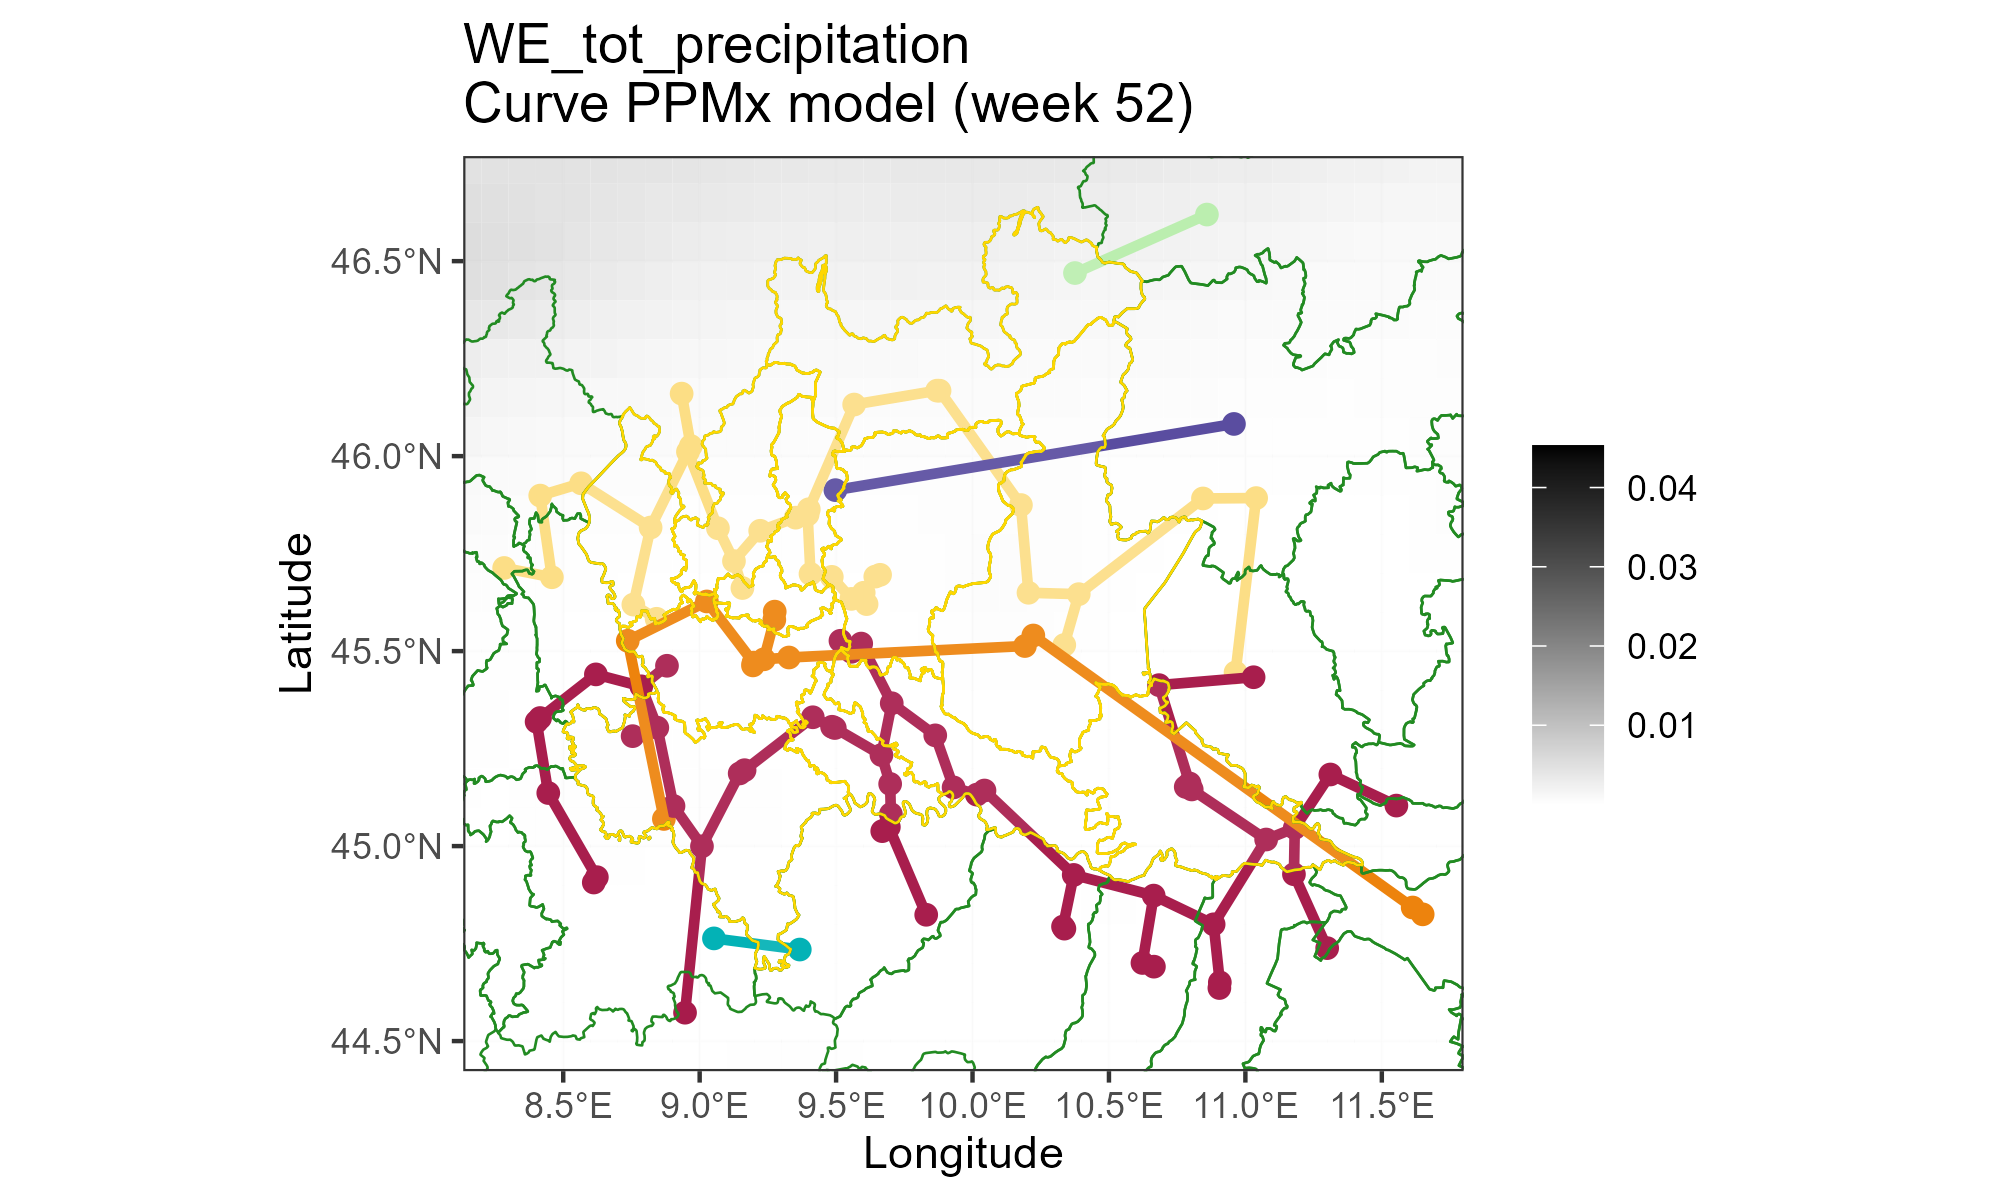 WE_tot_precipitation
Curve PPMx model (week 52)
46.5°N
46.0°N
45.5°N
45.0°N
44.5°N
Latitude
8.5°E 9.0°E 9.5°E 10.0°E 10.5°E 11.0°E 11.5°E
Longitude
0.04
0.03
0.02
0.01